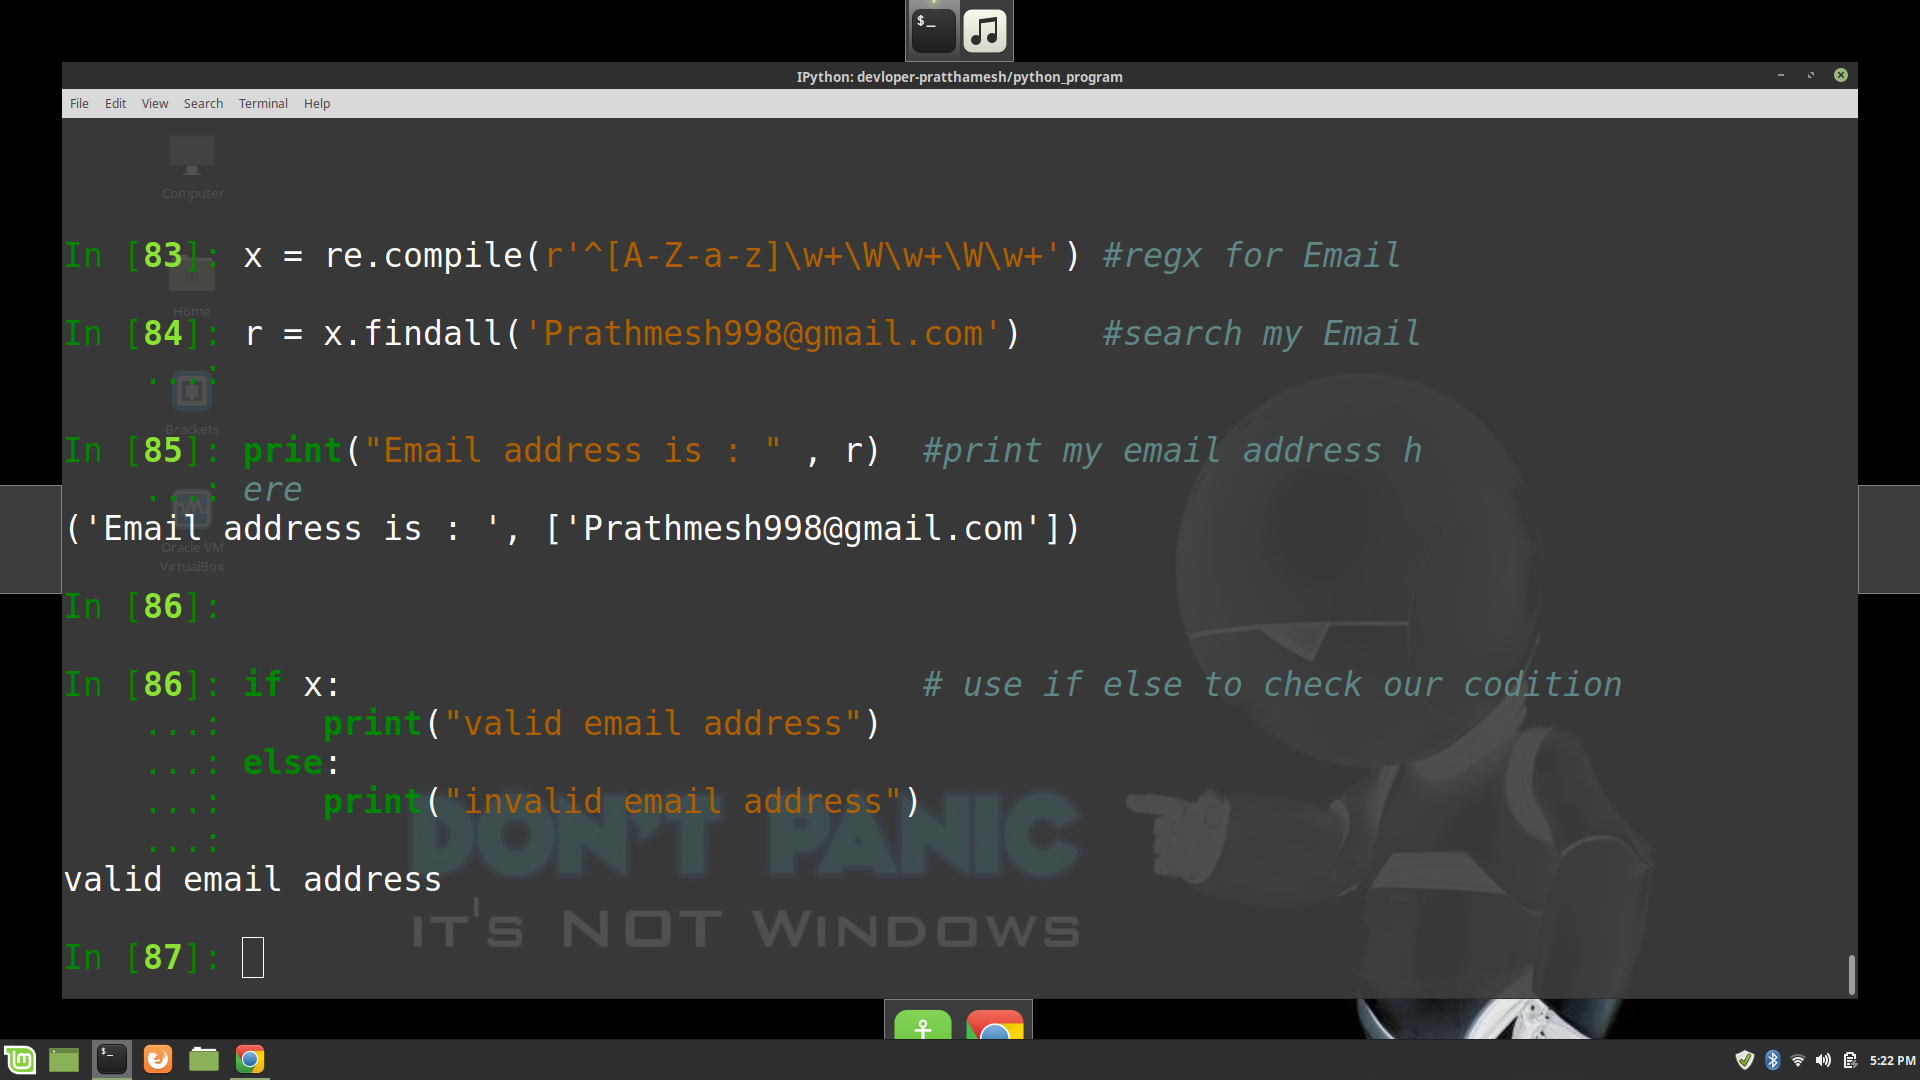 $_
IPython: devloper-pratthamesh/python_program
File Edit View Search Terminal Help
Computer
In [83]: x = re.compile(r'^[A-Z-a-z]\w+\W\w+\W\w+') #regx for Email
Home
In [84]: r = x.findall('Prathmesh998@gmail.com')    #search my Email
...:
Brackets
In [85]: print("Email address is : " , r)  #print my email address h
...: ere
('Email address is : ', ['Prathmesh998@gmail.com'])
Oracle VM
VirtualBox
In [86]:
In [86]: if x:                             # use if else to check our codition
...:     print("valid email address")
...: else:
...:     print("invalid email address")
...:
DON'T PANIC
valid email address
IT'S NOT WINDOWS
In [87]:
$_
5:22 PM